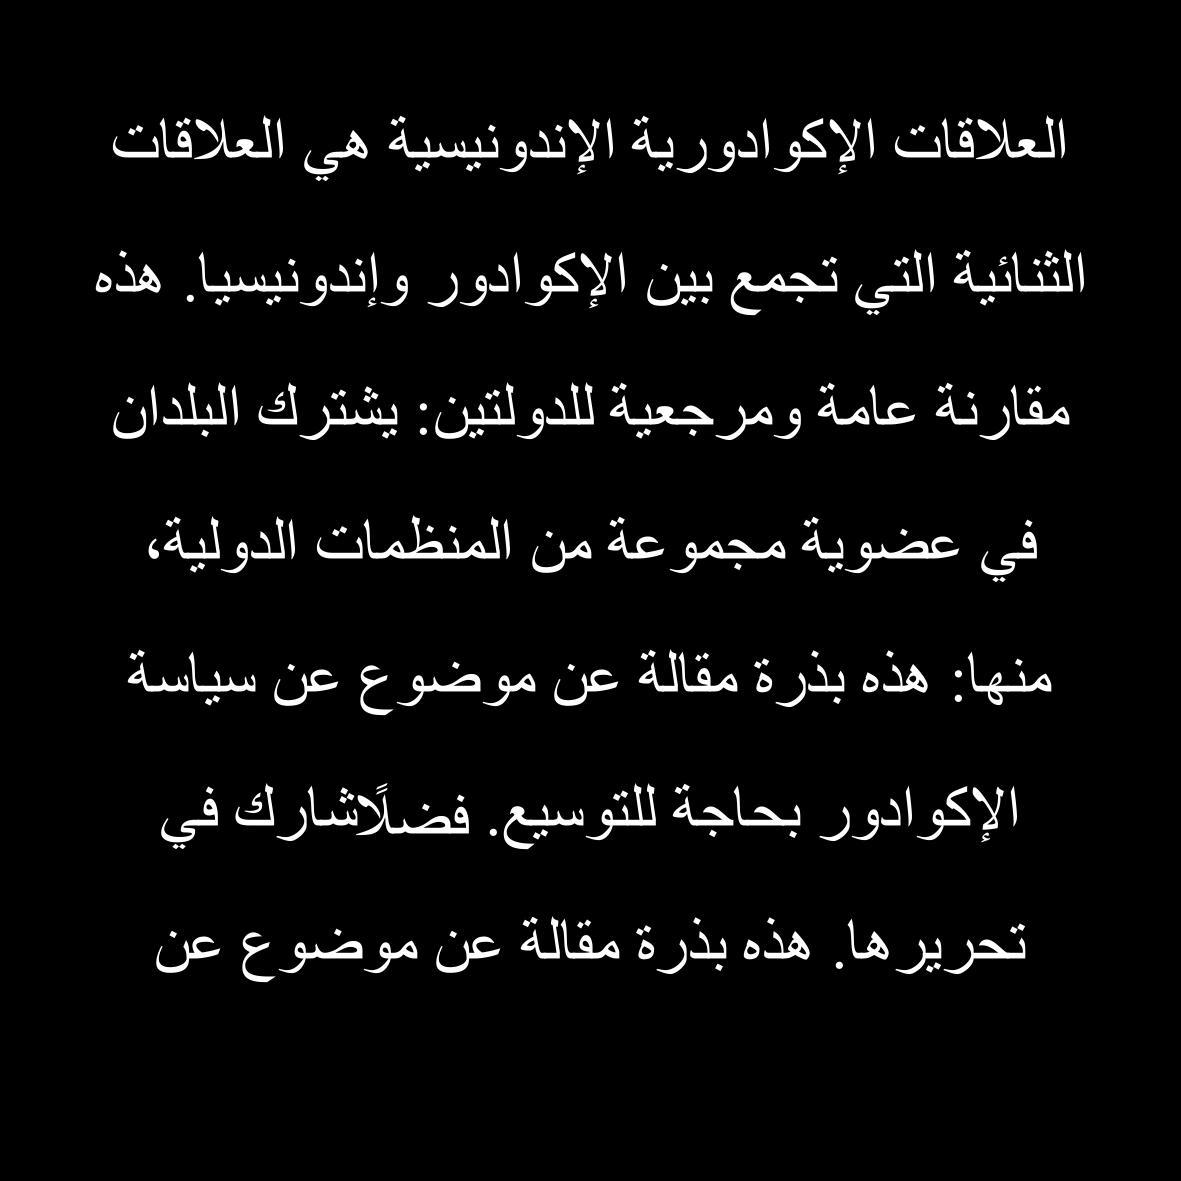 العلاقات الإكوادورية الإندونيسية هي العلاقات
الثنائية التي تجمع بين الإكوادور وإندونيسيا. هذه
مقارنة عامة ومرجعية للدولتين: يشترك البلدان
في عضوية مجموعة من المنظمات الدولية،
منها: هذه بذرة مقالة عن موضوع عن سياسة
الإكوادور بحاجة للتوسيع. فضلًاشارك في
تحريرها. هذه بذرة مقالة عن موضوع عن